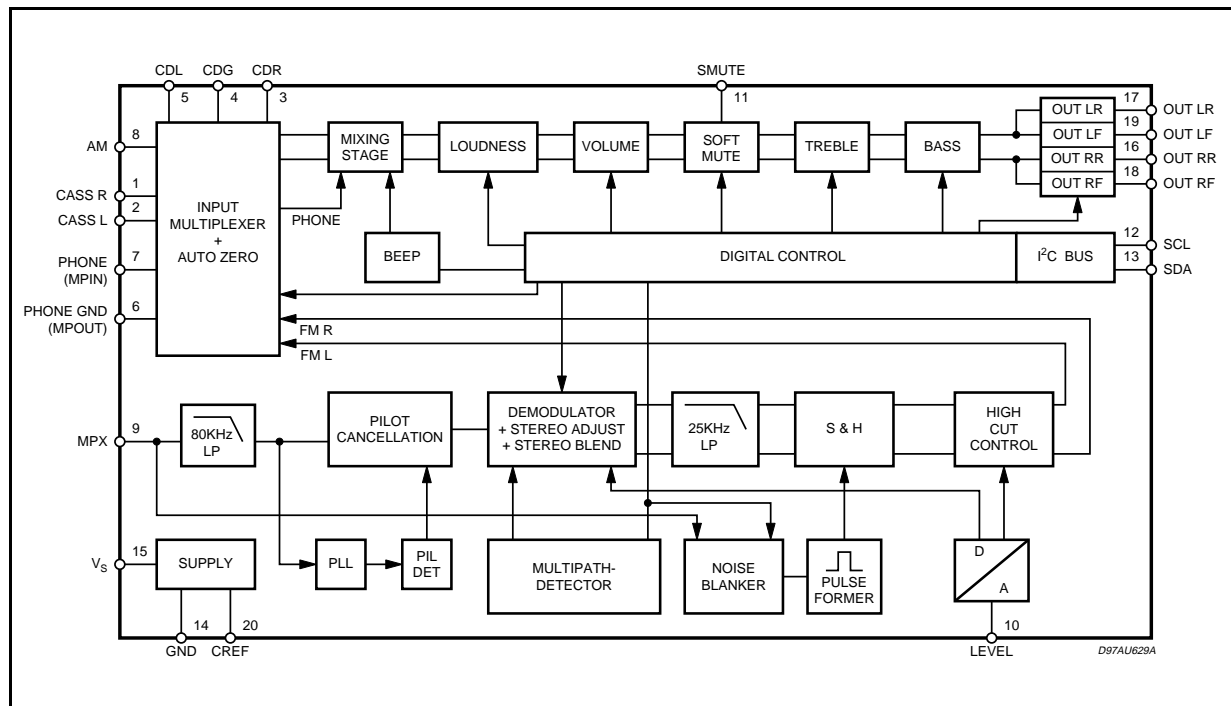 CDL CDG CDR SMUTE
5 4 3 11
17 OUT LR
OUT LR
19 OUT LF
OUT LF
16 OUT RR
OUT RR
18 OUT RF
OUT RF
AM 8
CASS R 1
CASS L 2
PHONE
(MPIN)
7
PHONE GND
(MPOUT)
6
INPUT
MULTIPLEXER
+
AUTO ZERO
MIXING
STAGE
LOUDNESS
VOLUME
SOFT
MUTE
TREBLE
BASS
PHONE
BEEP
DIGITAL CONTROL
I²C BUS
12 SCL
13 SDA
FM R
FM L
MPX 9
80KHz
LP
PILOT
CANCELLATION
DEMODULATOR
+ STEREO ADJUST
+ STEREO BLEND
25KHz
LP
S & H
HIGH
CUT
CONTROL
VS 15
SUPPLY
PLL
PIL
DET
MULTIPATH-
DETECTOR
NOISE
BLANKER
PULSE
FORMER
D
A
14 20 10
GND CREF LEVEL
D97AU629A